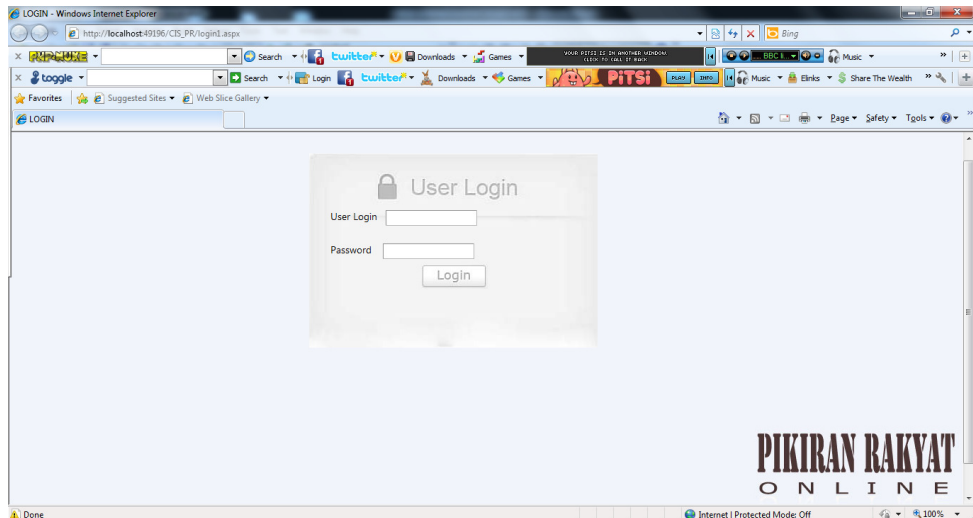 LOGIN - Windows Internet Explorer
http://localhost:49196/CIS_PR/login1.aspx
Bing
Search
twitter
Downloads
Games
YOUR PITSI IS IN ANOTHER WINDOW.
CLICK TO CALL IT BACK
BBC
Music
toggle
Search
Login
twitter
Downloads
Games
PiTSi
PLAY
INFO
Music
Elinks
Share The Wealth
Favorites
Suggested Sites
Web Slice Gallery
LOGIN
Page
Safety
Tools
User Login
User Login
Password
Login
PIKIRAN RAKYAT
ONLINE
Done
Internet | Protected Mode: Off
100%